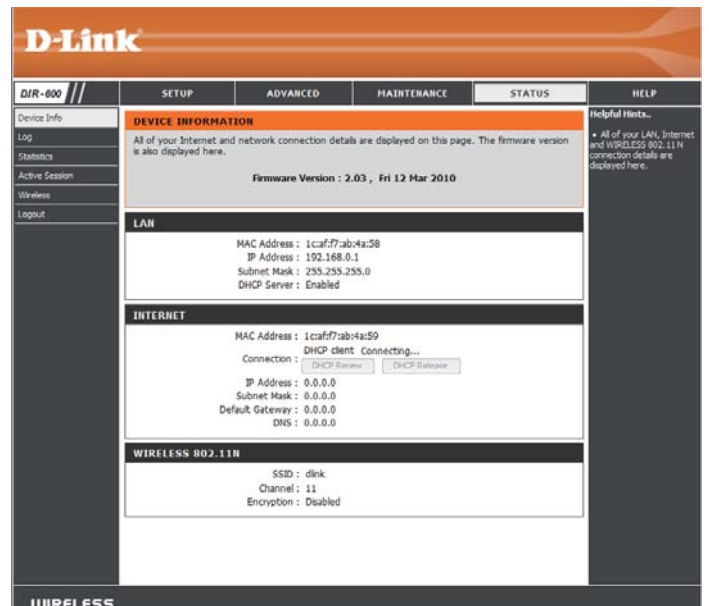 D-Link
DIR-600
SETUP
ADVANCED
MAINTENANCE
STATUS
HELP
Device Info
Log
Statistics
Active Session
Wireless
Logout
DEVICE INFORMATION
All of your Internet and network connection details are displayed on this page. The firmware version
is also displayed here.
Firmware Version : 2.03 , Fri 12 Mar 2010
LAN
MAC Address : 1c:af:f7:ab:4a:58
IP Address : 192.168.0.1
Subnet Mask : 255.255.255.0
DHCP Server : Enabled
INTERNET
MAC Address : 1c:af:f7:ab:4a:59
Connection : DHCP client Connecting...
DHCP Renew DHCP Release
IP Address : 0.0.0.0
Subnet Mask : 0.0.0.0
Default Gateway : 0.0.0.0
DNS : 0.0.0.0
WIRELESS 802.11N
SSID : dlink
Channel : 11
Encryption : Disabled
Helpful Hints..
• All of your LAN, Internet
and WIRELESS 802.11 N
connection details are
displayed here.
WIRELESS